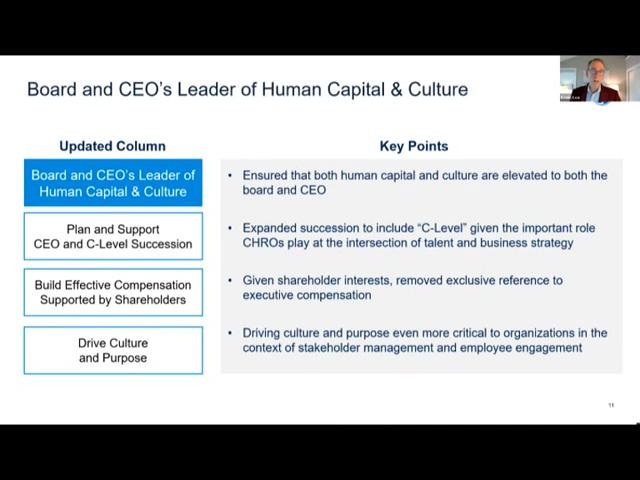 Board and CEO's Leader of Human Capital & Culture
Updated Column
Key Points
Board and CEO's Leader of
Human Capital & Culture
• Ensured that both human capital and culture are elevated to both the
board and CEO
Plan and Support
CEO and C-Level Succession
• Expanded succession to include "C-Level" given the important role
CHROs play at the intersection of talent and business strategy
Build Effective Compensation
Supported by Shareholders
• Given shareholder interests, removed exclusive reference to
executive compensation
Drive Culture
and Purpose
• Driving culture and purpose even more critical to organizations in the
context of stakeholder management and employee engagement
11